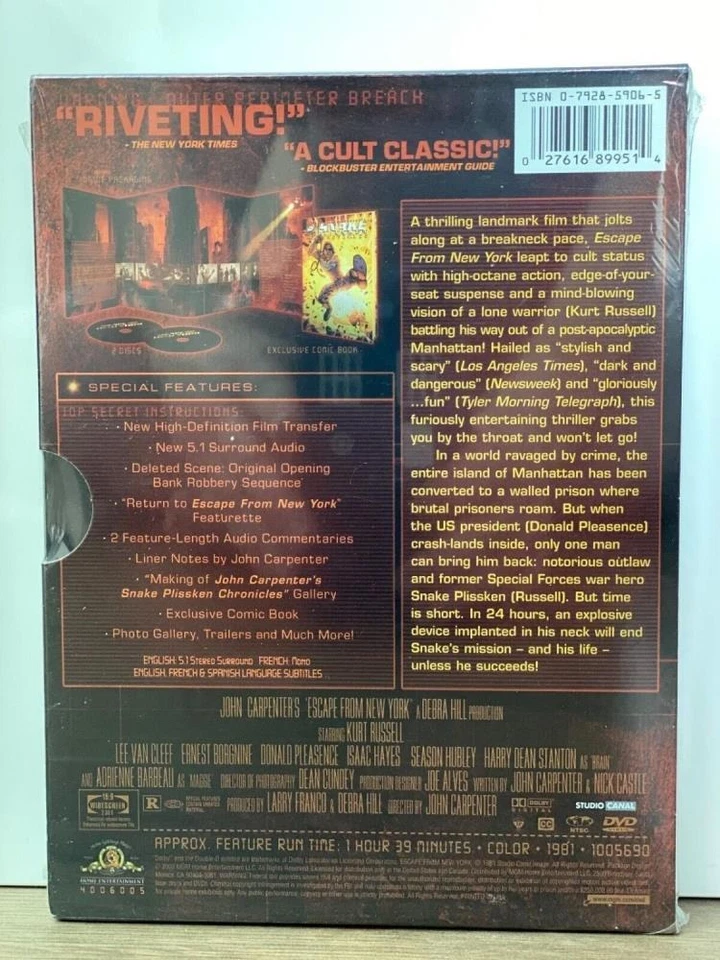 OUTER PERIMETER BREACH
"RIVETING!"
- THE NEW YORK TIMES
"A CULT CLASSIC!"
- BLOCKBUSTER ENTERTAINMENT GUIDE
ISBN 0-7928-5906-5
0 27616 89951 4
PACKAGING
SNAKE
2 DISCS
EXCLUSIVE COMIC BOOK
SPECIAL FEATURES:
TOP SECRET INSTRUCTIONS:
· New High-Definition Film Transfer
· New 5.1 Surround Audio
· Deleted Scene: Original Opening
Bank Robbery Sequence
· "Return to Escape From New York"
Featurette
· 2 Feature-Length Audio Commentaries
· Liner Notes by John Carpenter
· "Making of John Carpenter's
Snake Plissken Chronicles" Gallery
· Exclusive Comic Book
· Photo Gallery, Trailers and Much More!
ENGLISH: 5.1 STEREO SURROUND FRENCH: MONO
ENGLISH, FRENCH & SPANISH LANGUAGE SUBTITLES
A thrilling landmark film that jolts
along at a breakneck pace, Escape
From New York leapt to cult status
with high-octane action, edge-of-your-
seat suspense and a mind-blowing
vision of a lone warrior (Kurt Russell)
battling his way out of a post-apocalyptic
Manhattan! Hailed as "stylish and
scary" (Los Angeles Times), "dark and
dangerous" (Newsweek) and "gloriously
...fun" (Tyler Morning Telegraph), this
furiously entertaining thriller grabs
you by the throat and won't let go!
In a world ravaged by crime, the
entire island of Manhattan has been
converted to a walled prison where
brutal prisoners roam. But when
the US president (Donald Pleasence)
crash-lands inside, only one man
can bring him back: notorious outlaw
and former Special Forces war hero
Snake Plissken (Russell). But time
is short. In 24 hours, an explosive
device implanted in his neck will end
Snake's mission – and his life –
unless he succeeds!
JOHN CARPENTER'S "ESCAPE FROM NEW YORK" A DEBRA HILL PRODUCTION
STARRING KURT RUSSELL
LEE VAN CLEEF ERNEST BORGNINE DONALD PLEASENCE ISAAC HAYES SEASON HUBLEY HARRY DEAN STANTON AS "BRAIN"
AND ADRIENNE BARBEAU AS MAGGIE DIRECTOR OF PHOTOGRAPHY DEAN CUNDEY PRODUCTION DESIGNER JOE ALVES WRITTEN BY JOHN CARPENTER & NICK CASTLE
PRODUCED BY LARRY FRANCO & DEBRA HILL DIRECTED BY JOHN CARPENTER
16:9
WIDESCREEN
R
DOLBY
STUDIO CANAL
CC
NTSC
DVD
APPROX. FEATURE RUN TIME: 1 HOUR 39 MINUTES · COLOR · 1981 · 1005690
MGM
HOME ENTERTAINMENT
4006005